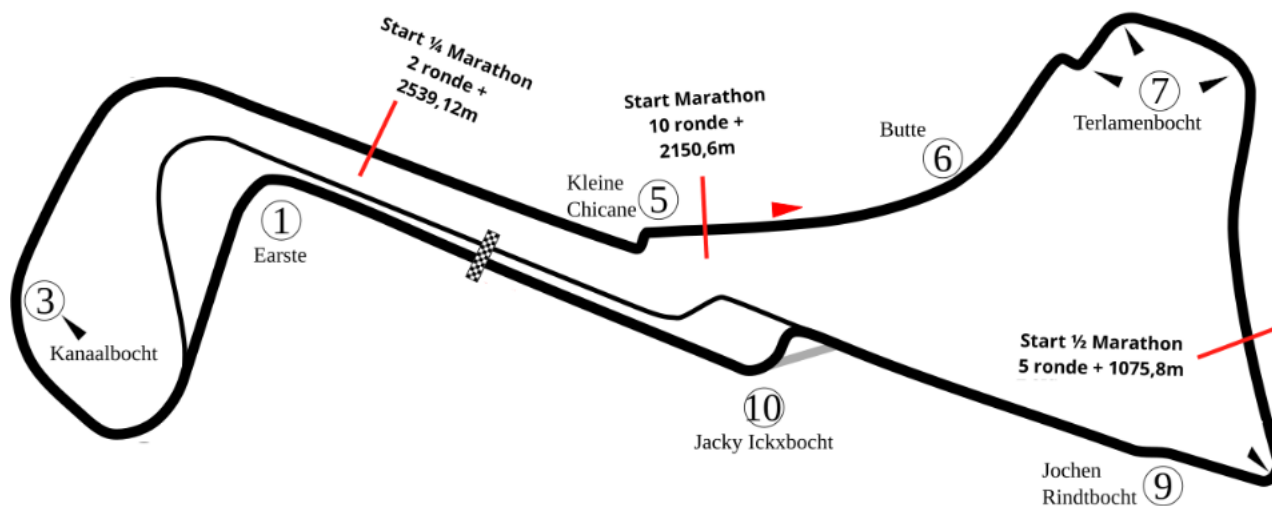 Start ¼ Marathon
2 ronde +
2539,12m
Start Marathon
10 ronde +
2150,6m
Butte
6
7
Terlamenbocht
Kleine
Chicane
5
1
Earste
3
Kanaalbocht
Start ½ Marathon
5 ronde + 1075,8m
10
Jacky Ickxbocht
Jochen
Rindtbocht
9